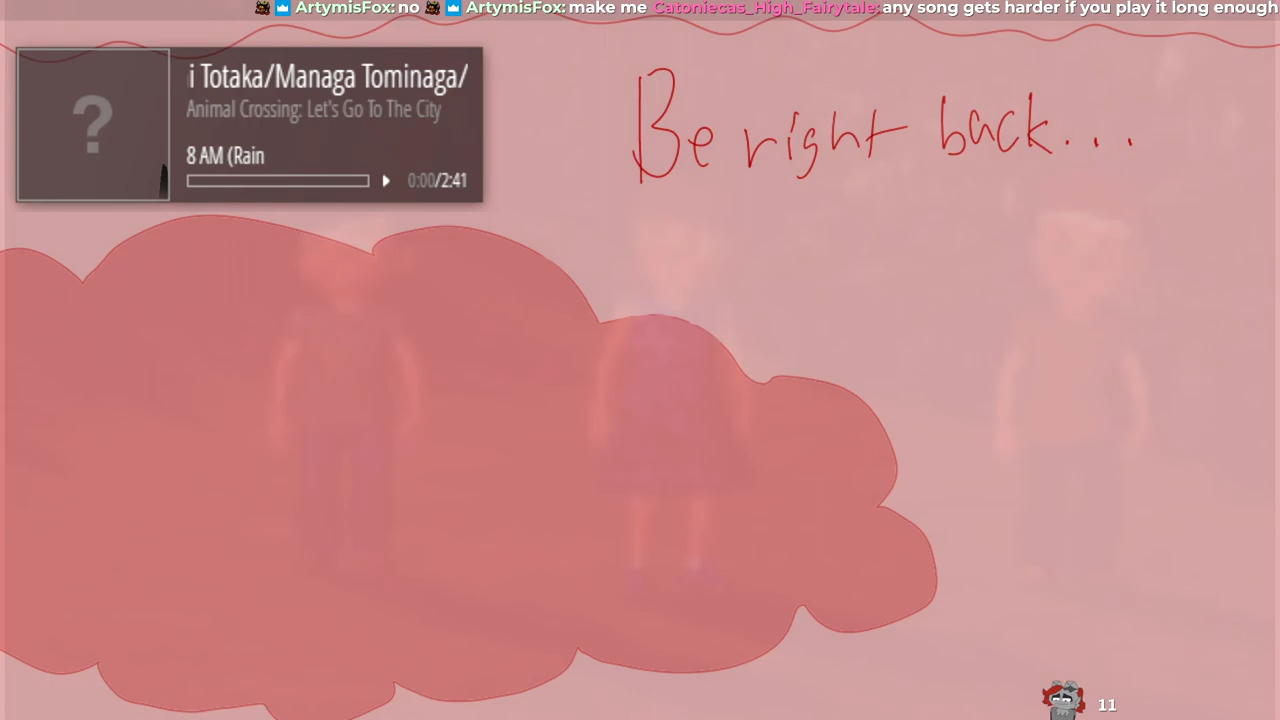 ArtymisFox: no ArtymisFox: make me Catoniecas_High_Fairytale: any song gets harder if you play it long enough
i Totaka/Managa Tominaga/
Animal Crossing: Let's Go To The City
8 AM (Rain
0:00/2:41
Be right back...
11